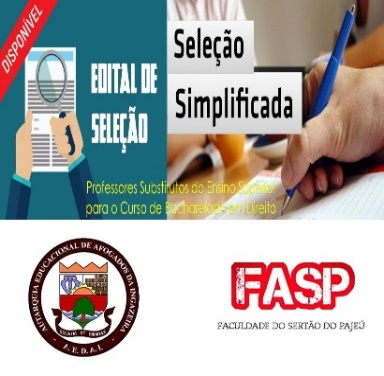 DISPONÍVEL
EDITAL DE
SELEÇÃO
Seleção
Simplificada
Professores Substitutos do Ensino Superior
para o Curso de Bacharelado em Direito
AUTARQUIA EDUCACIONAL DE AFOGADOS DA INGAZEIRA
A.E.D.A.I.
FASP
FACULDADE DO SERTÃO DO PAJEÚ